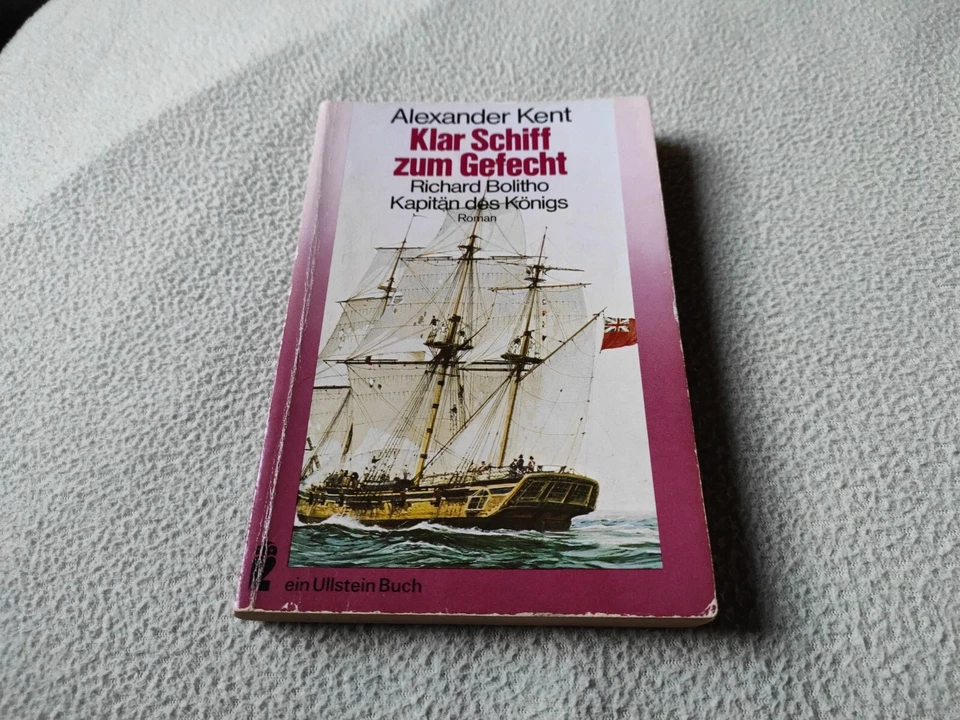 Alexander Kent
Klar Schiff
zum Gefecht
Richard Bolitho
Kapitän des Königs
Roman
ein Ullstein Buch